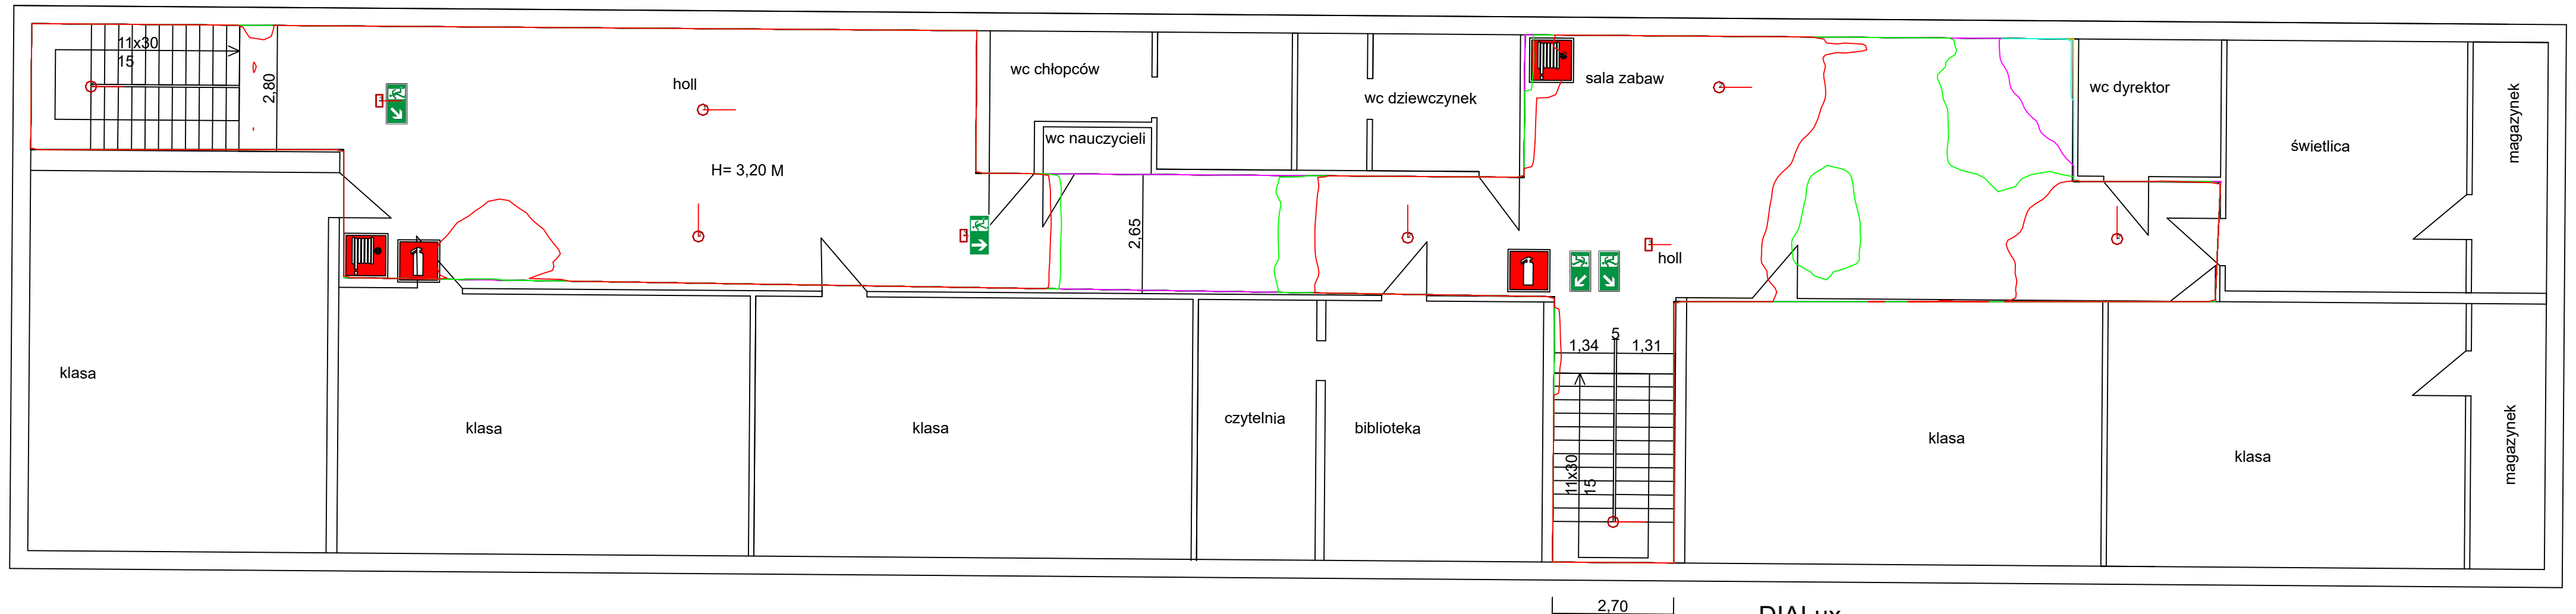 11x30
15
2,80
holl
H= 3,20 M
wc chłopców
wc nauczycieli
wc dziewczynek
sala zabaw
wc dyrektor
świetlica
magazynek
2,65
holl
klasa
klasa
klasa
czytelnia
biblioteka
5
1,34
1,31
11x30
15
klasa
klasa
magazynek
2,70
DIALux